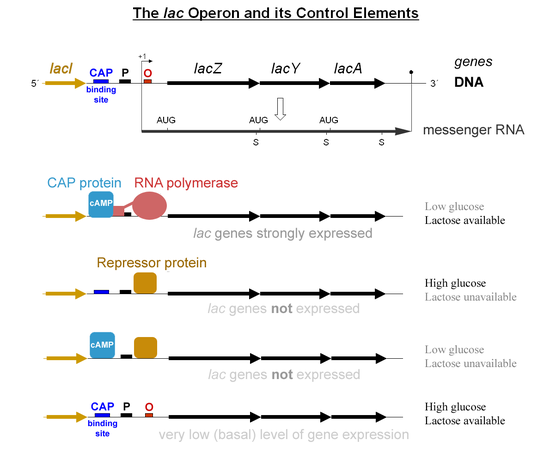 The lac Operon and its Control Elements
lacI CAP P O +1 lacZ lacY lacA genes
5´ 3´ DNA
binding
site
AUG AUG AUG
messenger RNA
S S S
CAP protein RNA polymerase
cAMP
Low glucose
Lactose available
lac genes strongly expressed
Repressor protein
High glucose
Lactose unavailable
lac genes not expressed
cAMP
Low glucose
Lactose unavailable
lac genes not expressed
CAP P O
High glucose
Lactose available
binding
site
very low (basal) level of gene expression